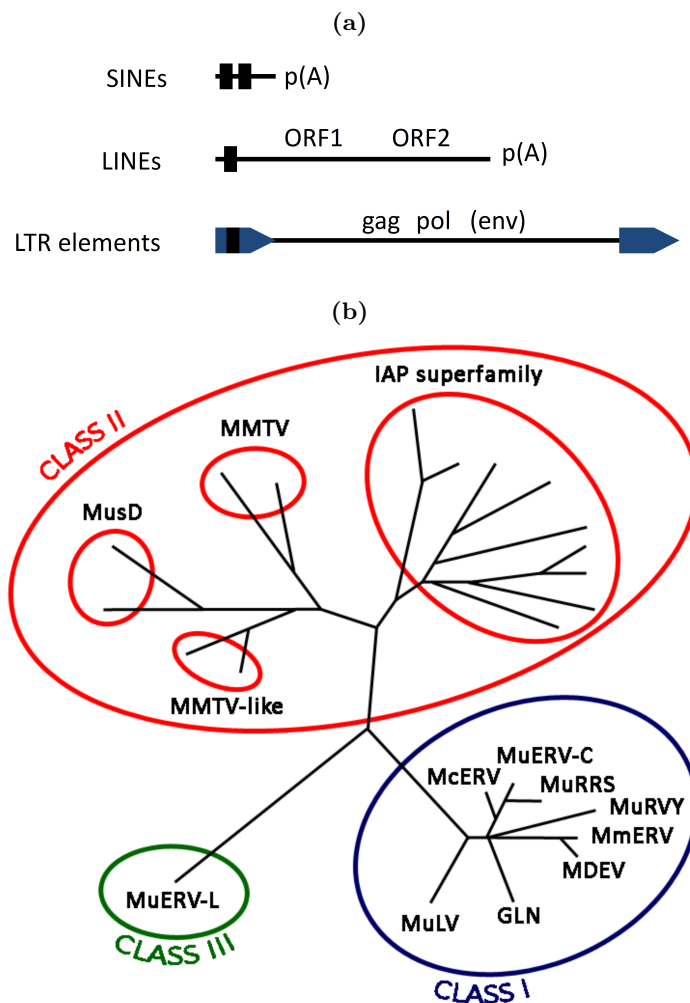 (a)
SINEs p(A)
LINEs ORF1 ORF2 p(A)
LTR elements gag pol (env)
(b)
CLASS II
IAP superfamily
MMTV
MusD
MMTV-like
MuERV-C
McERV
MuRRS
MuRVY
MmERV
MDEV
MuERV-L
MuLV
GLN
CLASS III
CLASS I